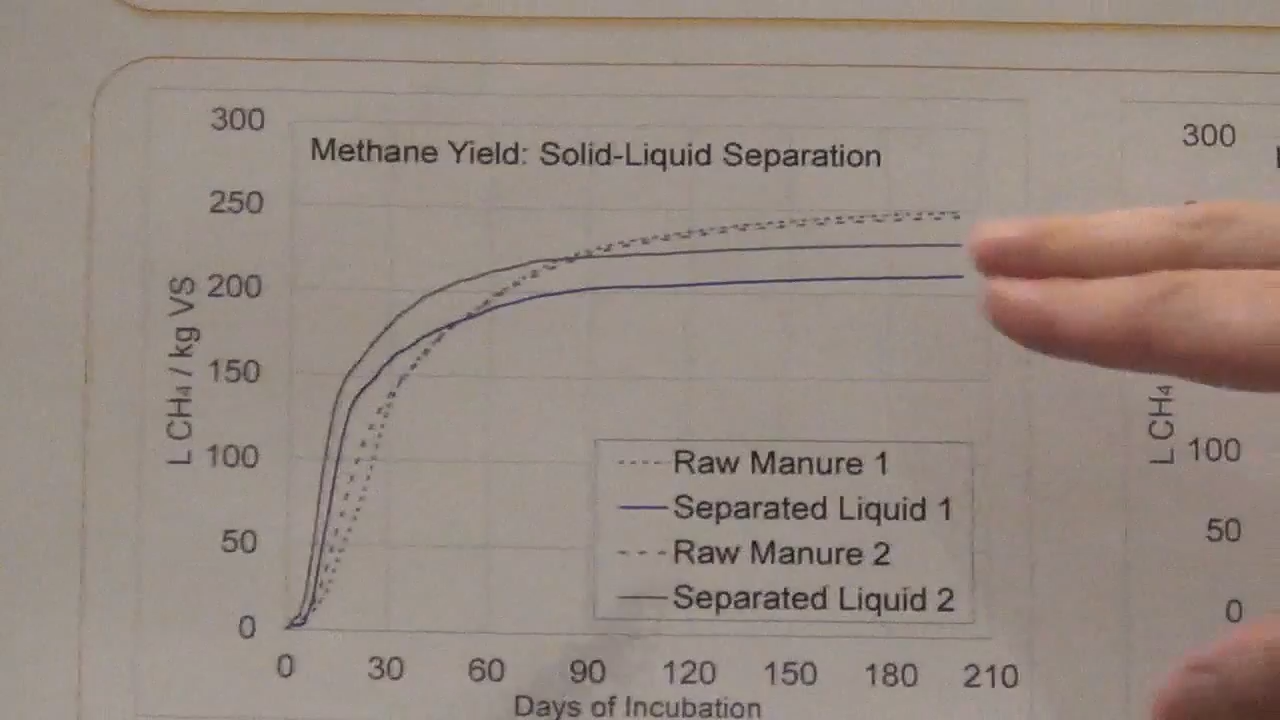 Methane Yield: Solid-Liquid Separation
300
250
200
150
100
50
0
L CH₄ / kg VS
0 30 60 90 120 150 180 210
Days of Incubation
Raw Manure 1
Separated Liquid 1
Raw Manure 2
Separated Liquid 2
300
100
50
0
L CH₄